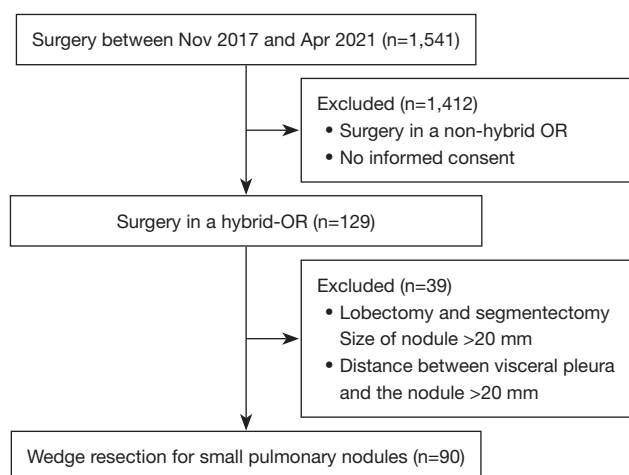 Surgery between Nov 2017 and Apr 2021 (n=1,541)
Excluded (n=1,412)
• Surgery in a non-hybrid OR
• No informed consent
Surgery in a hybrid-OR (n=129)
Excluded (n=39)
• Lobectomy and segmentectomy
Size of nodule >20 mm
• Distance between visceral pleura
and the nodule >20 mm
Wedge resection for small pulmonary nodules (n=90)